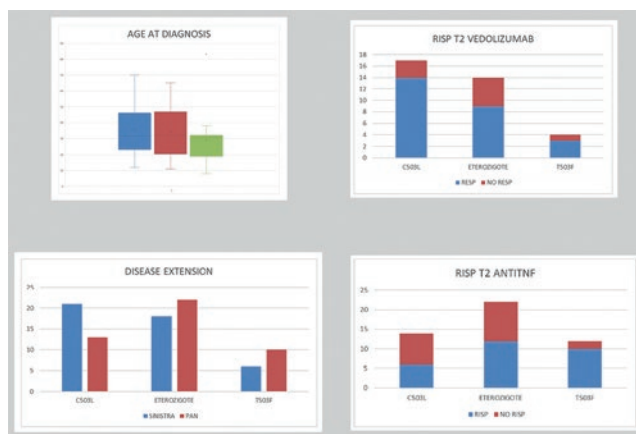 AGE AT DIAGNOSIS
RISP T2 VEDOLIZUMAB
18
16
14
12
10
8
6
4
2
0
C503L
ETEROZIGOTE
T503F
RESP
NO RESP
DISEASE EXTENSION
25
20
15
10
5
0
C503L
ETEROZIGOTE
T503F
SINISTRA
PAN
RISP T2 ANTITNF
25
20
15
10
5
0
C503L
ETEROZIGOTE
T503F
RISP
NO RISP